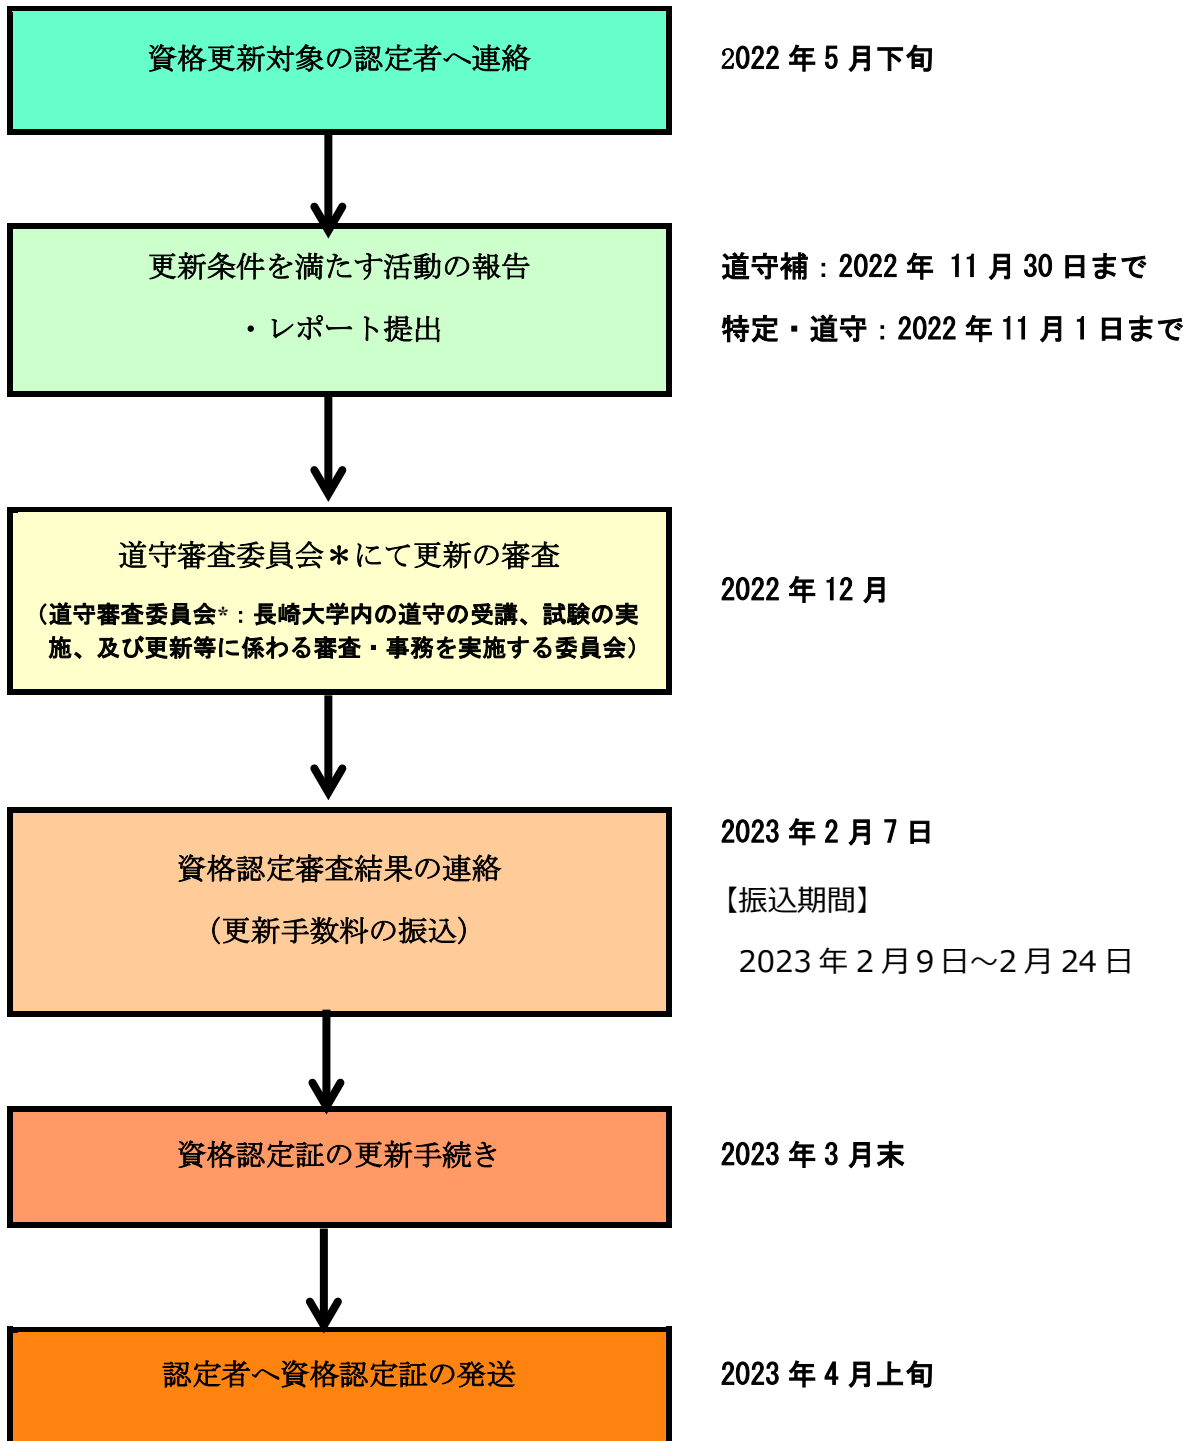 資格更新対象の認定者へ連絡
2022 年 5 月下旬
更新条件を満たす活動の報告
・レポート提出
道守補：2022 年 11 月 30 日まで
特定・道守：2022 年 11 月 1 日まで
道守審査委員会＊にて更新の審査
（道守審査委員会*：長崎大学内の道守の受講、試験の実
施、及び更新等に係わる審査・事務を実施する委員会）
2022 年 12 月
資格認定審査結果の連絡
（更新手数料の振込）
2023 年 2 月 7 日
【振込期間】
2023 年 2 月 9 日～2 月 24 日
資格認定証の更新手続き
2023 年 3 月末
認定者へ資格認定証の発送
2023 年 4 月上旬